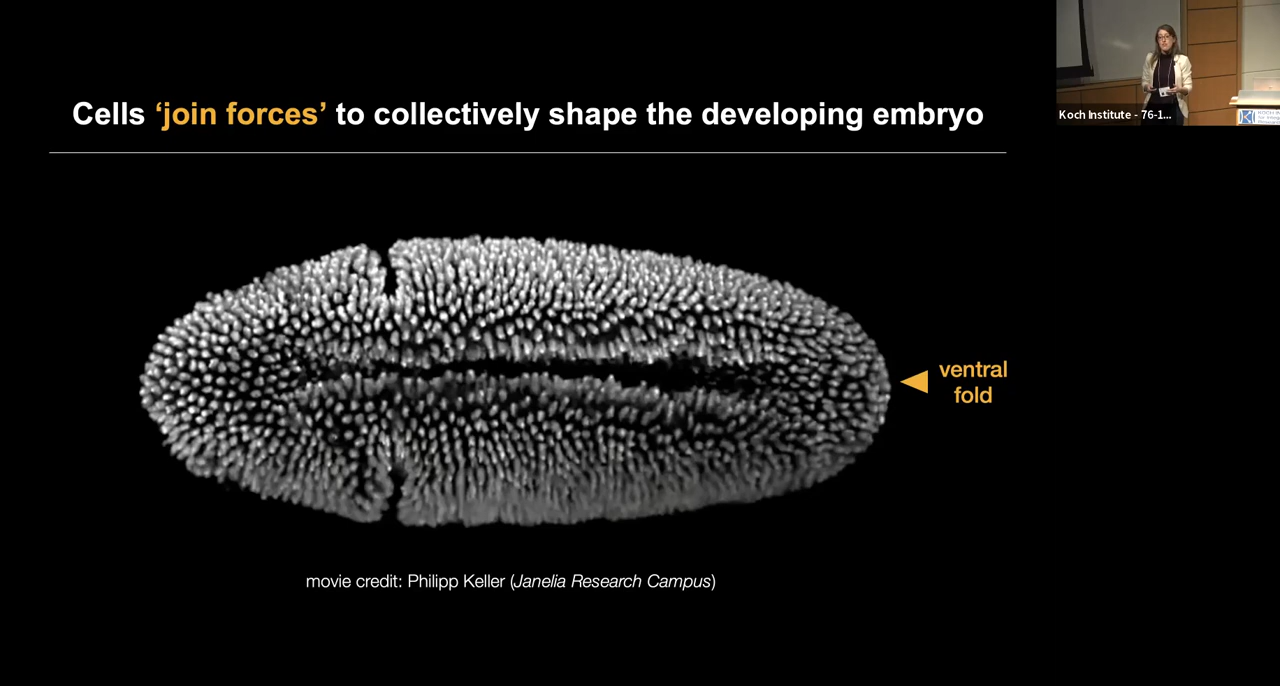 Cells ‘join forces’ to collectively shape the developing embryo
Koch Institute - 76-1...
ventral
fold
movie credit: Philipp Keller (Janelia Research Campus)